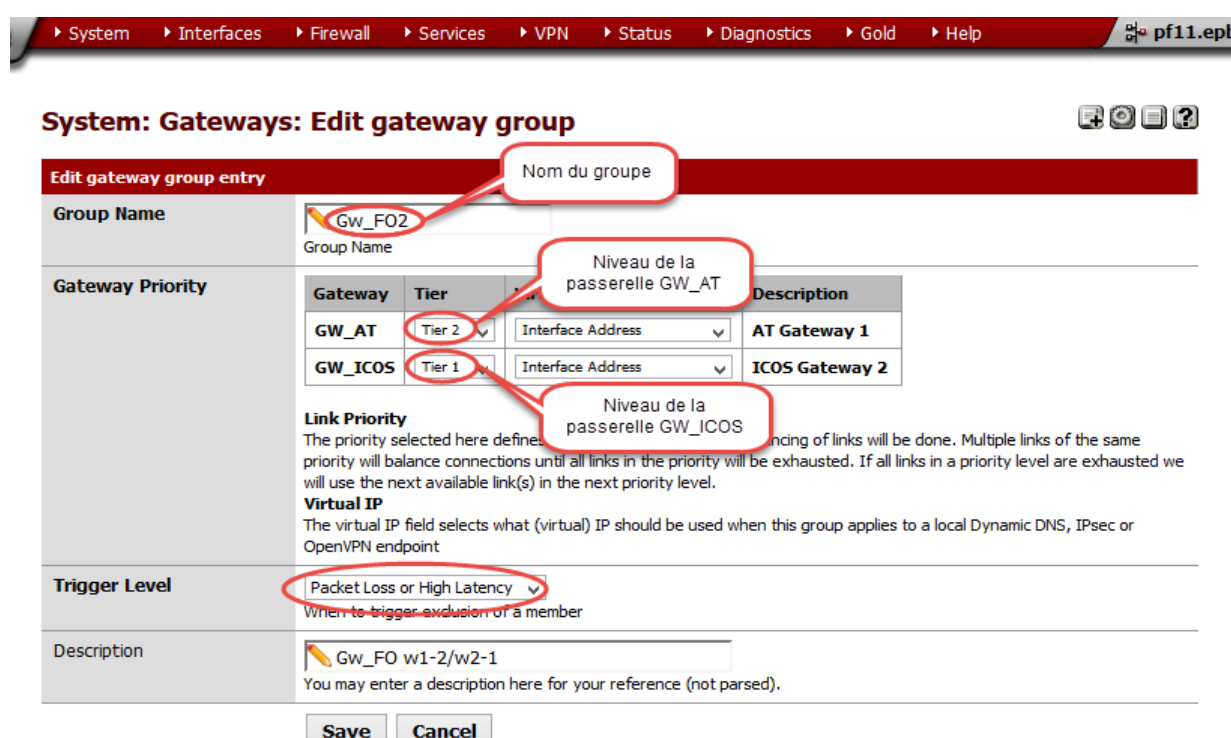 System Interfaces Firewall Services VPN Status Diagnostics Gold Help pf11.epb
System: Gateways: Edit gateway group
Nom du groupe
Edit gateway group entry
Group Name
Gw_FO2
Group Name
Niveau de la
passerelle GW_AT
Gateway Priority
Gateway Tier Description
GW_AT Tier 2 Interface Address AT Gateway 1
GW_ICOS Tier 1 Interface Address ICOS Gateway 2
Niveau de la
passerelle GW_ICOS
Link Priority
The priority selected here defines of links will be done. Multiple links of the same
priority will balance connections until all links in the priority will be exhausted. If all links in a priority level are exhausted we
will use the next available link(s) in the next priority level.
Virtual IP
The virtual IP field selects what (virtual) IP should be used when this group applies to a local Dynamic DNS, IPsec or
OpenVPN endpoint
Trigger Level
Packet Loss or High Latency
When to trigger exclusion of a member
Description
Gw_FO w1-2/w2-1
You may enter a description here for your reference (not parsed).
Save Cancel